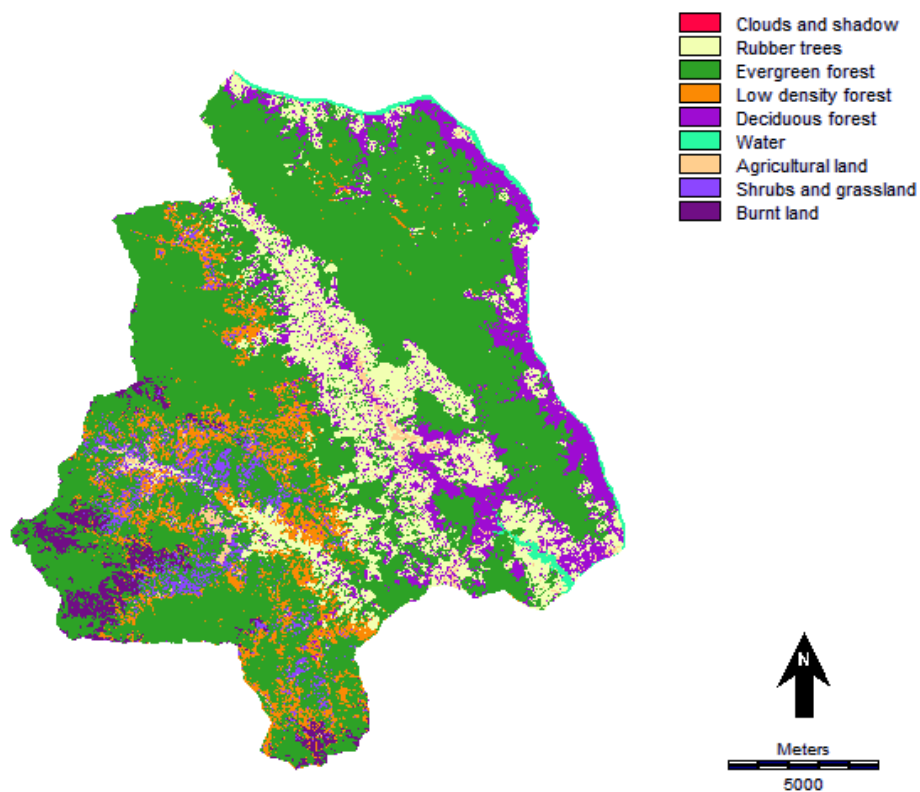 Clouds and shadow
Rubber trees
Evergreen forest
Low density forest
Deciduous forest
Water
Agricultural land
Shrubs and grassland
Burnt land
N
Meters
5000